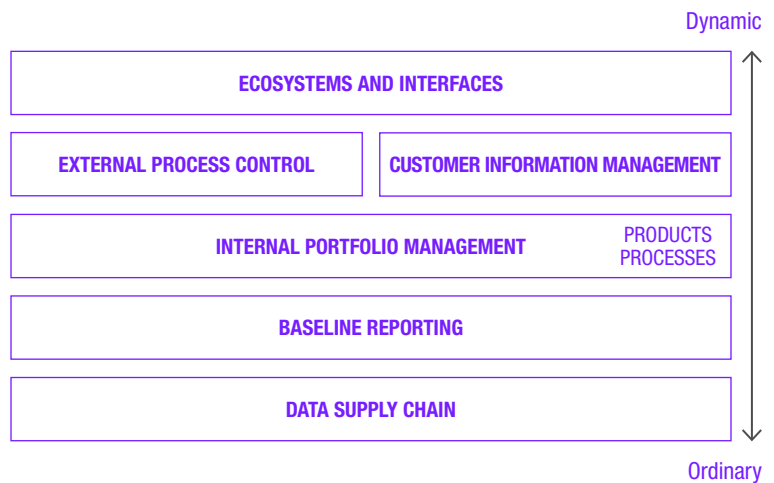 Dynamic
ECOSYSTEMS AND INTERFACES
EXTERNAL PROCESS CONTROL
CUSTOMER INFORMATION MANAGEMENT
INTERNAL PORTFOLIO MANAGEMENT
PRODUCTS
PROCESSES
BASELINE REPORTING
DATA SUPPLY CHAIN
Ordinary